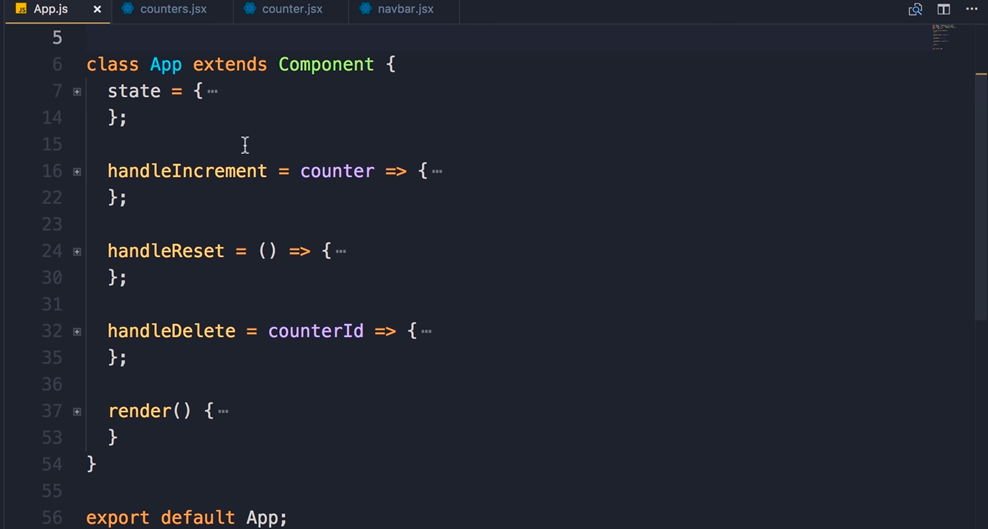 App.js × counters.jsx counter.jsx navbar.jsx
5
6 class App extends Component {
7 state = {…
14 };
15
16 handleIncrement = counter => {…
22 };
23
24 handleReset = () => {…
30 };
31
32 handleDelete = counterId => {…
35 };
36
37 render() {…
53 }
54 }
55
56 export default App;